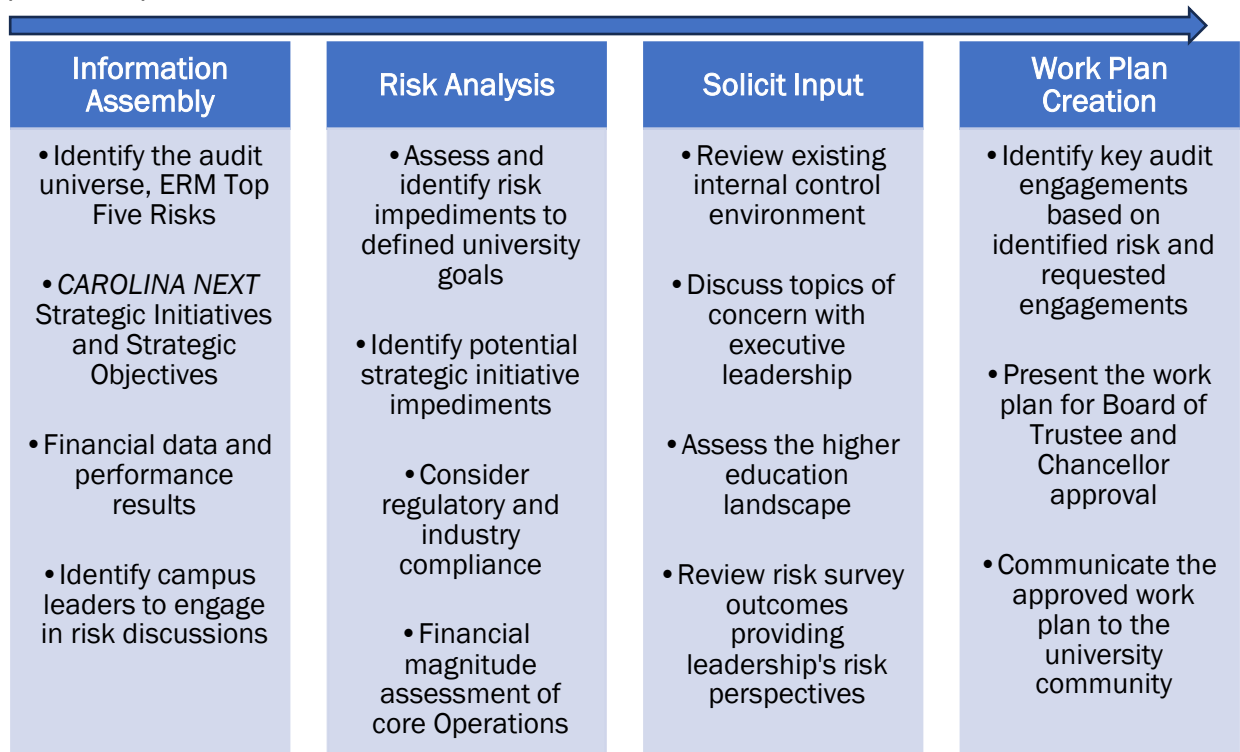 Information
Assembly
•Identify the audit
universe, ERM Top
Five Risks
•CAROLINA NEXT
Strategic Initiatives
and Strategic
Objectives
•Financial data and
performance
results
•Identify campus
leaders to engage
in risk discussions
Risk Analysis
•Assess and
identify risk
impediments to
defined university
goals
•Identify potential
strategic initiative
impediments
•Consider
regulatory and
industry
compliance
•Financial
magnitude
assessment of
core Operations
Solicit Input
•Review existing
internal control
environment
•Discuss topics of
concern with
executive
leadership
•Assess the higher
education
landscape
•Review risk survey
outcomes
providing
leadership's risk
perspectives
Work Plan
Creation
•Identify key audit
engagements
based on
identified risk and
requested
engagements
•Present the work
plan for Board of
Trustee and
Chancellor
approval
•Communicate the
approved work
plan to the
university
community